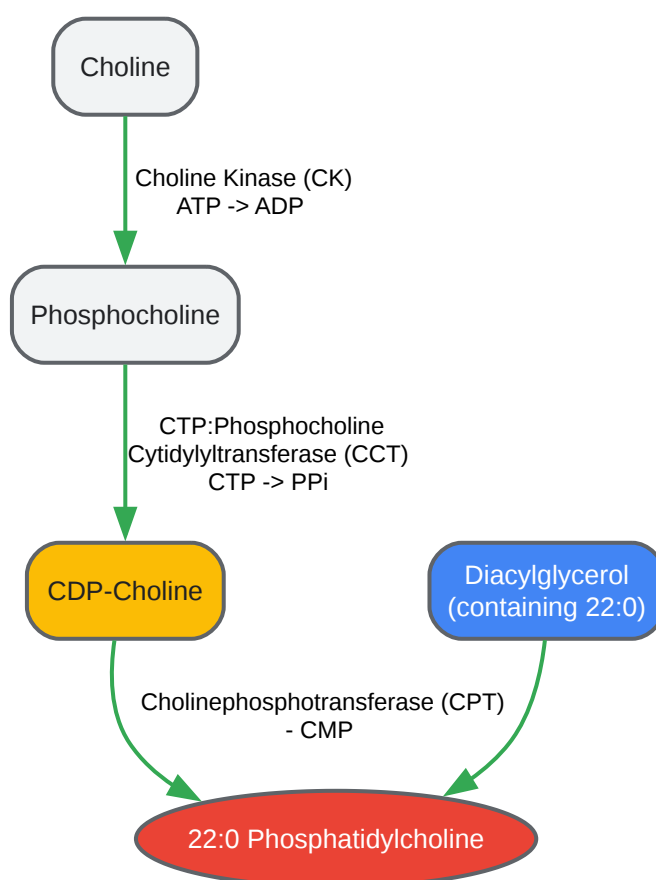 Choline
Choline Kinase (CK)
ATP -> ADP
Phosphocholine
CTP:Phosphocholine
Cytidylyltransferase (CCT)
CTP -> PPi
CDP-Choline
Diacylglycerol
(containing 22:0)
Cholinephosphotransferase (CPT)
- CMP
22:0 Phosphatidylcholine